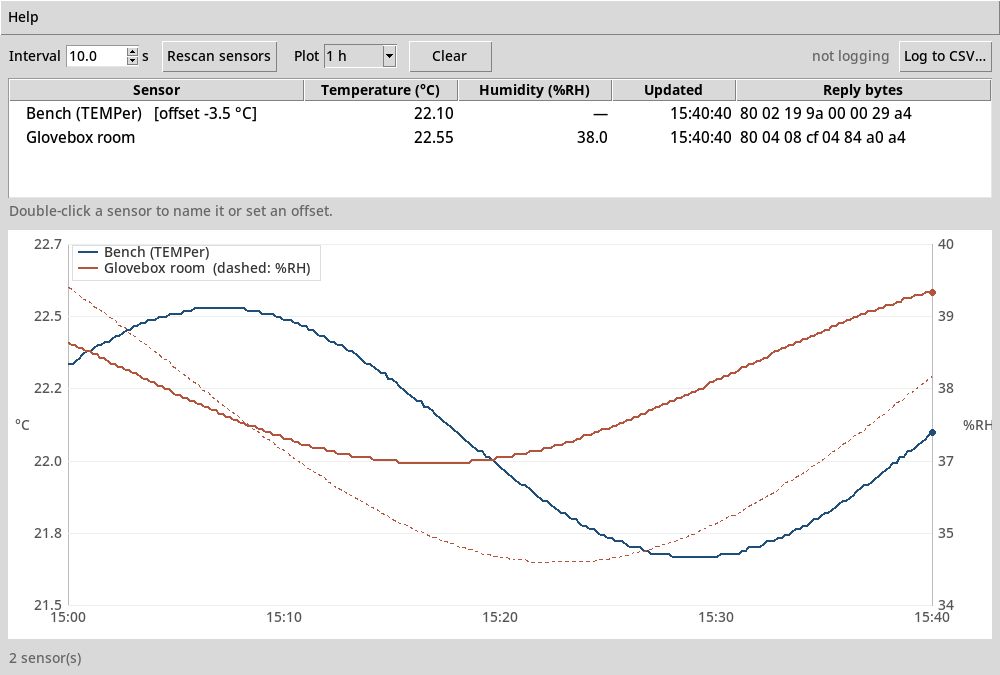 Help
Interval 10.0 s Rescan sensors Plot 1 h Clear not logging Log to CSV...
Sensor Temperature (°C) Humidity (%RH) Updated Reply bytes
Bench (TEMPer) [offset -3.5 °C] 22.10 — 15:40:40 80 02 19 9a 00 00 29 a4
Glovebox room 22.55 38.0 15:40:40 80 04 08 cf 04 84 a0 a4
Double-click a sensor to name it or set an offset.
22.7 40
Bench (TEMPer)
Glovebox room (dashed: %RH)
22.5 39
22.2 38
°C %RH
22.0 37
21.8 35
21.5 34
15:00 15:10 15:20 15:30 15:40
2 sensor(s)